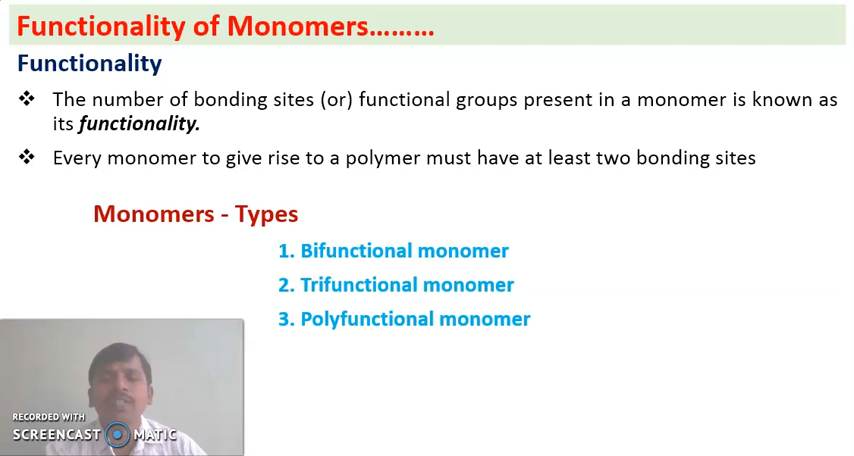 Functionality of Monomers………
Functionality
❖ The number of bonding sites (or) functional groups present in a monomer is known as
its functionality.
❖ Every monomer to give rise to a polymer must have at least two bonding sites
Monomers - Types
1. Bifunctional monomer
2. Trifunctional monomer
3. Polyfunctional monomer
RECORDED WITH
SCREENCAST MATIC